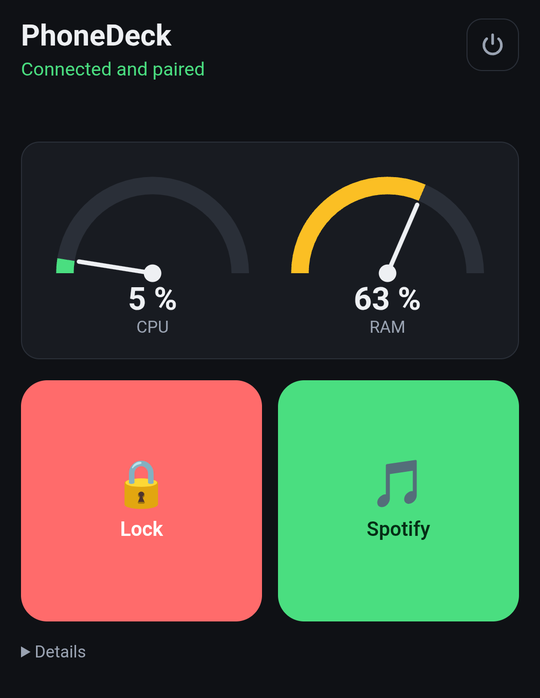 PhoneDeck
Connected and paired
5 %
CPU
63 %
RAM
Lock
Spotify
Details